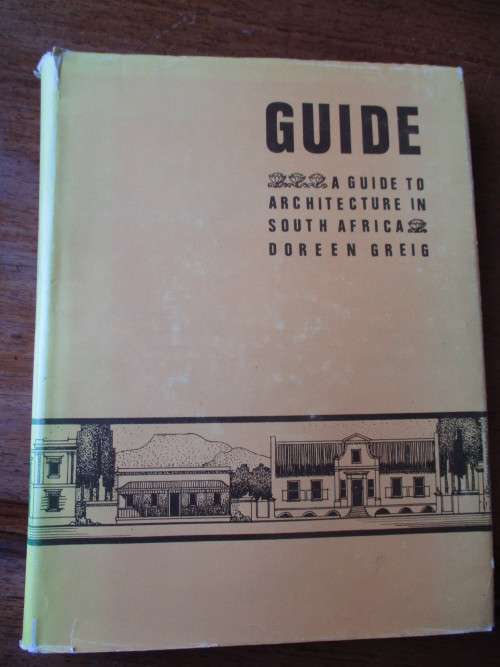 GUIDE
A GUIDE TO
ARCHITECTURE IN
SOUTH AFRICA
DOREEN GREIG